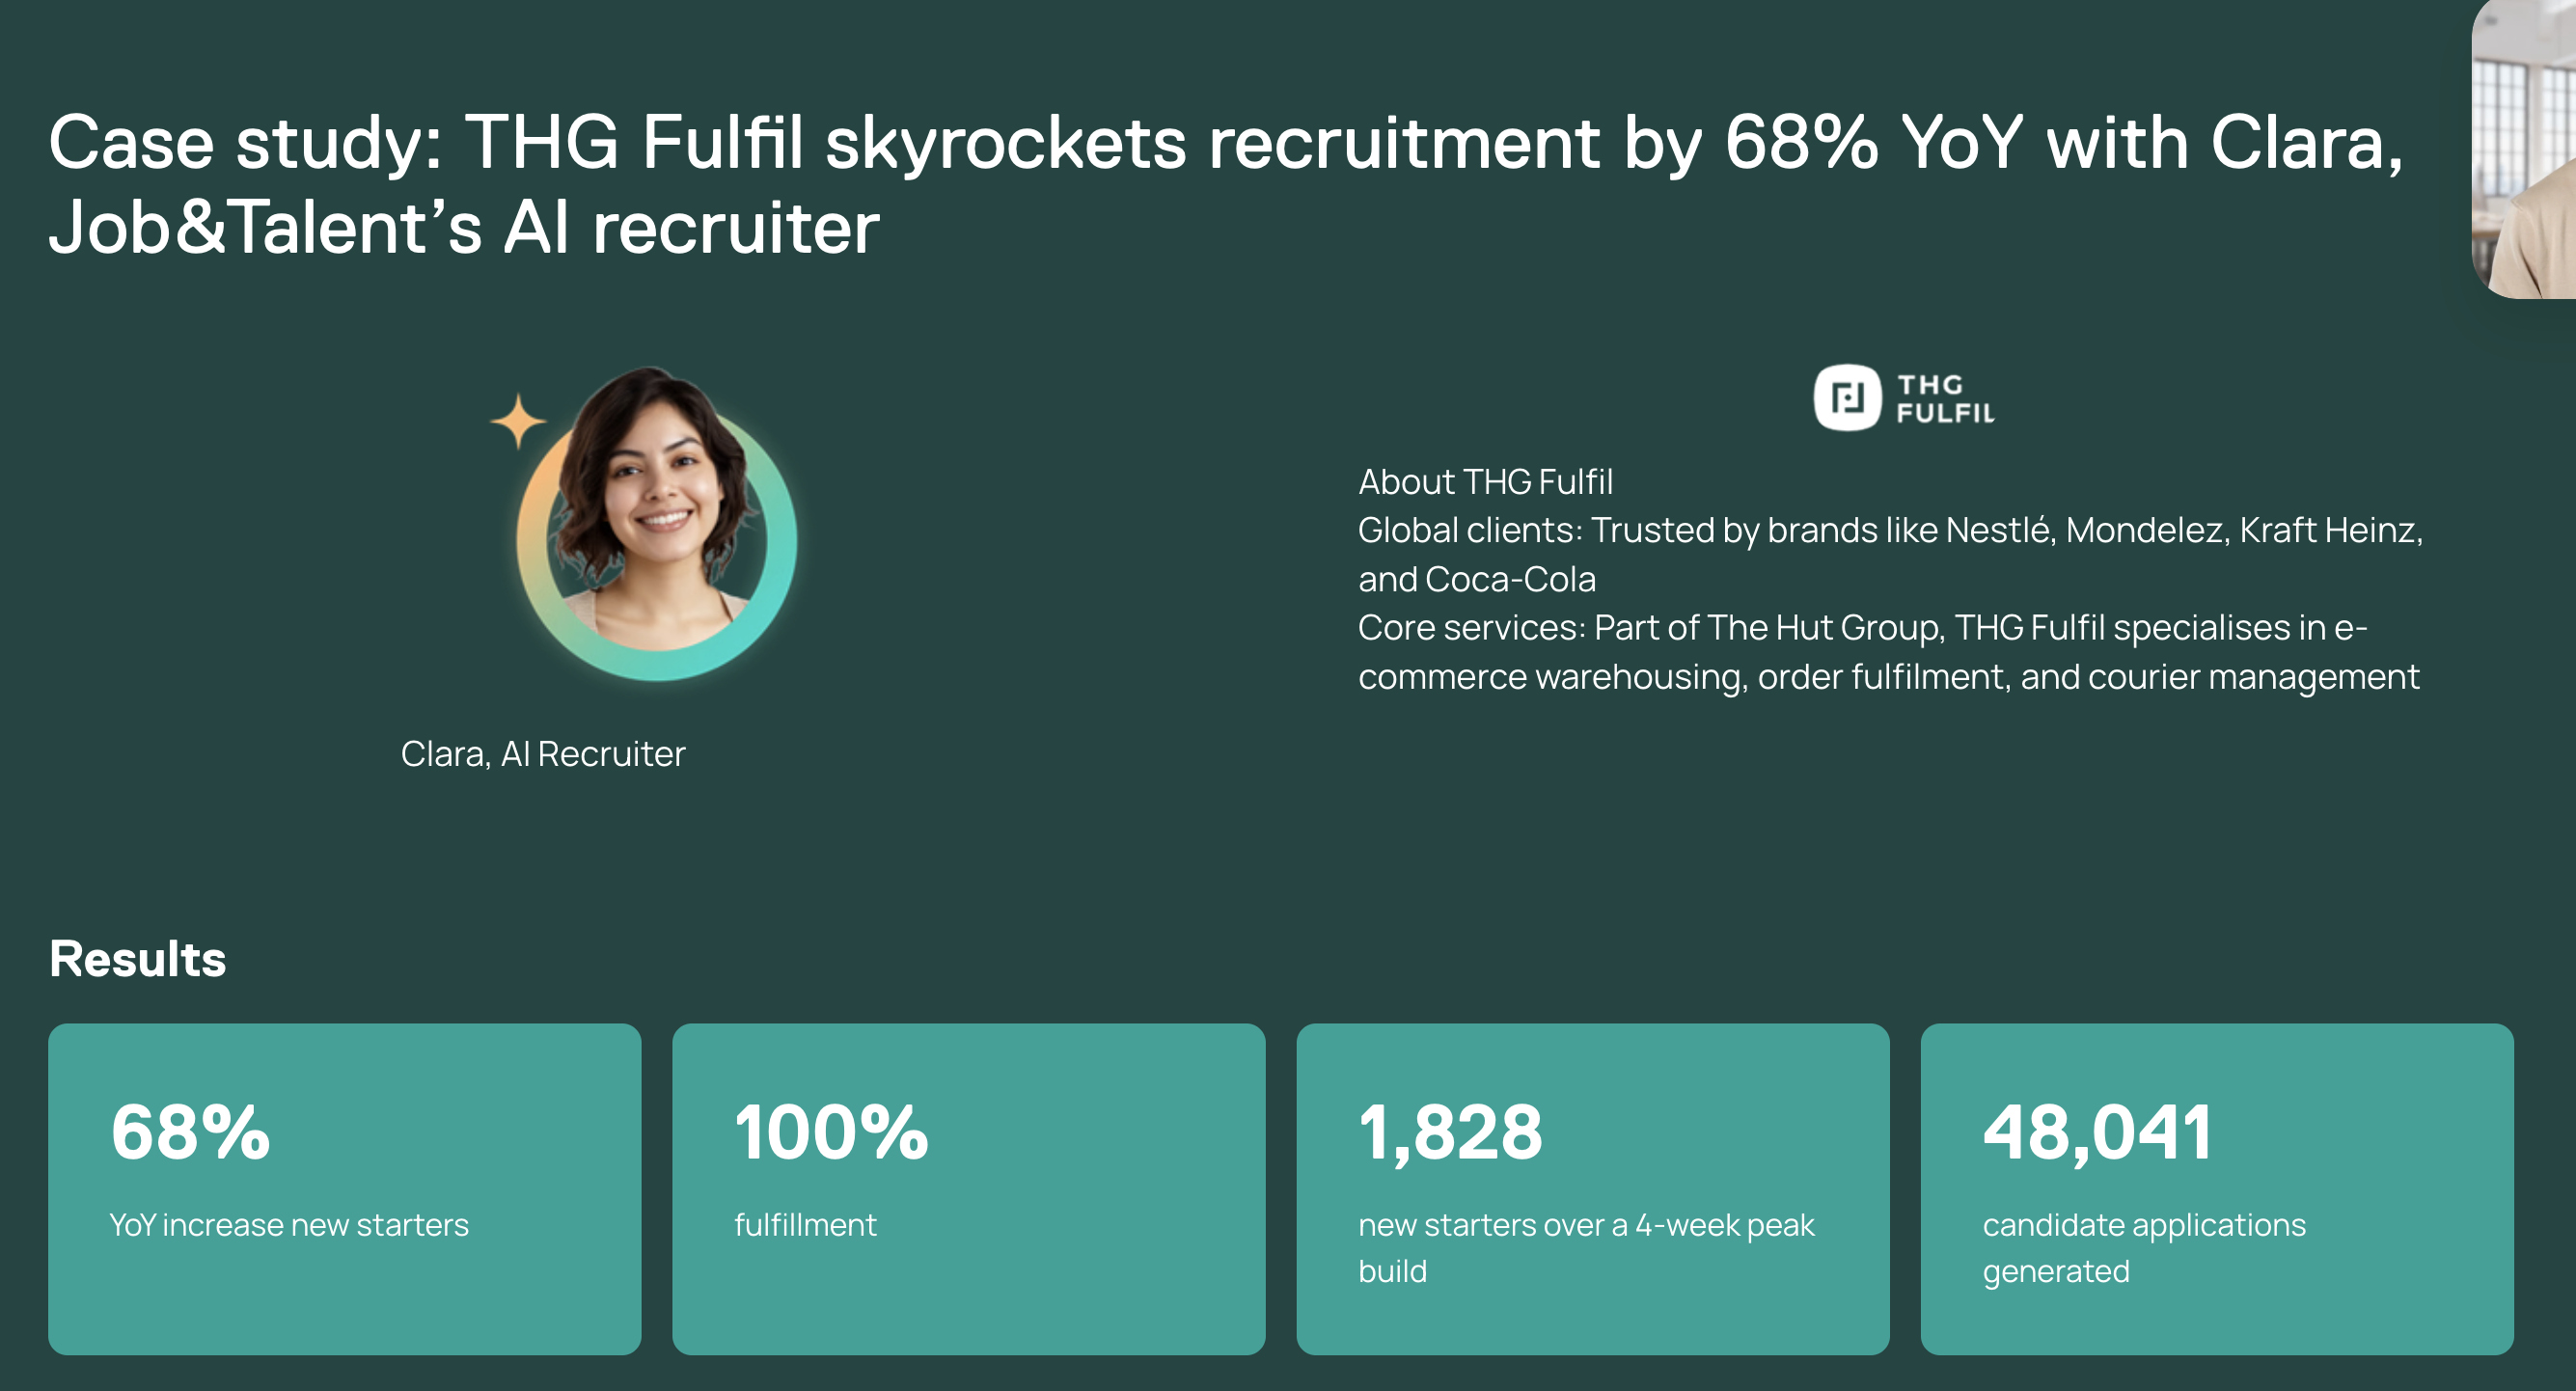 Case study: THG Fulfil skyrockets recruitment by 68% YoY with Clara,
Job&Talent’s AI recruiter
THG
FULFIL
About THG Fulfil
Global clients: Trusted by brands like Nestlé, Mondelez, Kraft Heinz,
and Coca-Cola
Core services: Part of The Hut Group, THG Fulfil specialises in e-
commerce warehousing, order fulfilment, and courier management
Clara, AI Recruiter
Results
68%
YoY increase new starters
100%
fulfillment
1,828
new starters over a 4-week peak
build
48,041
candidate applications
generated